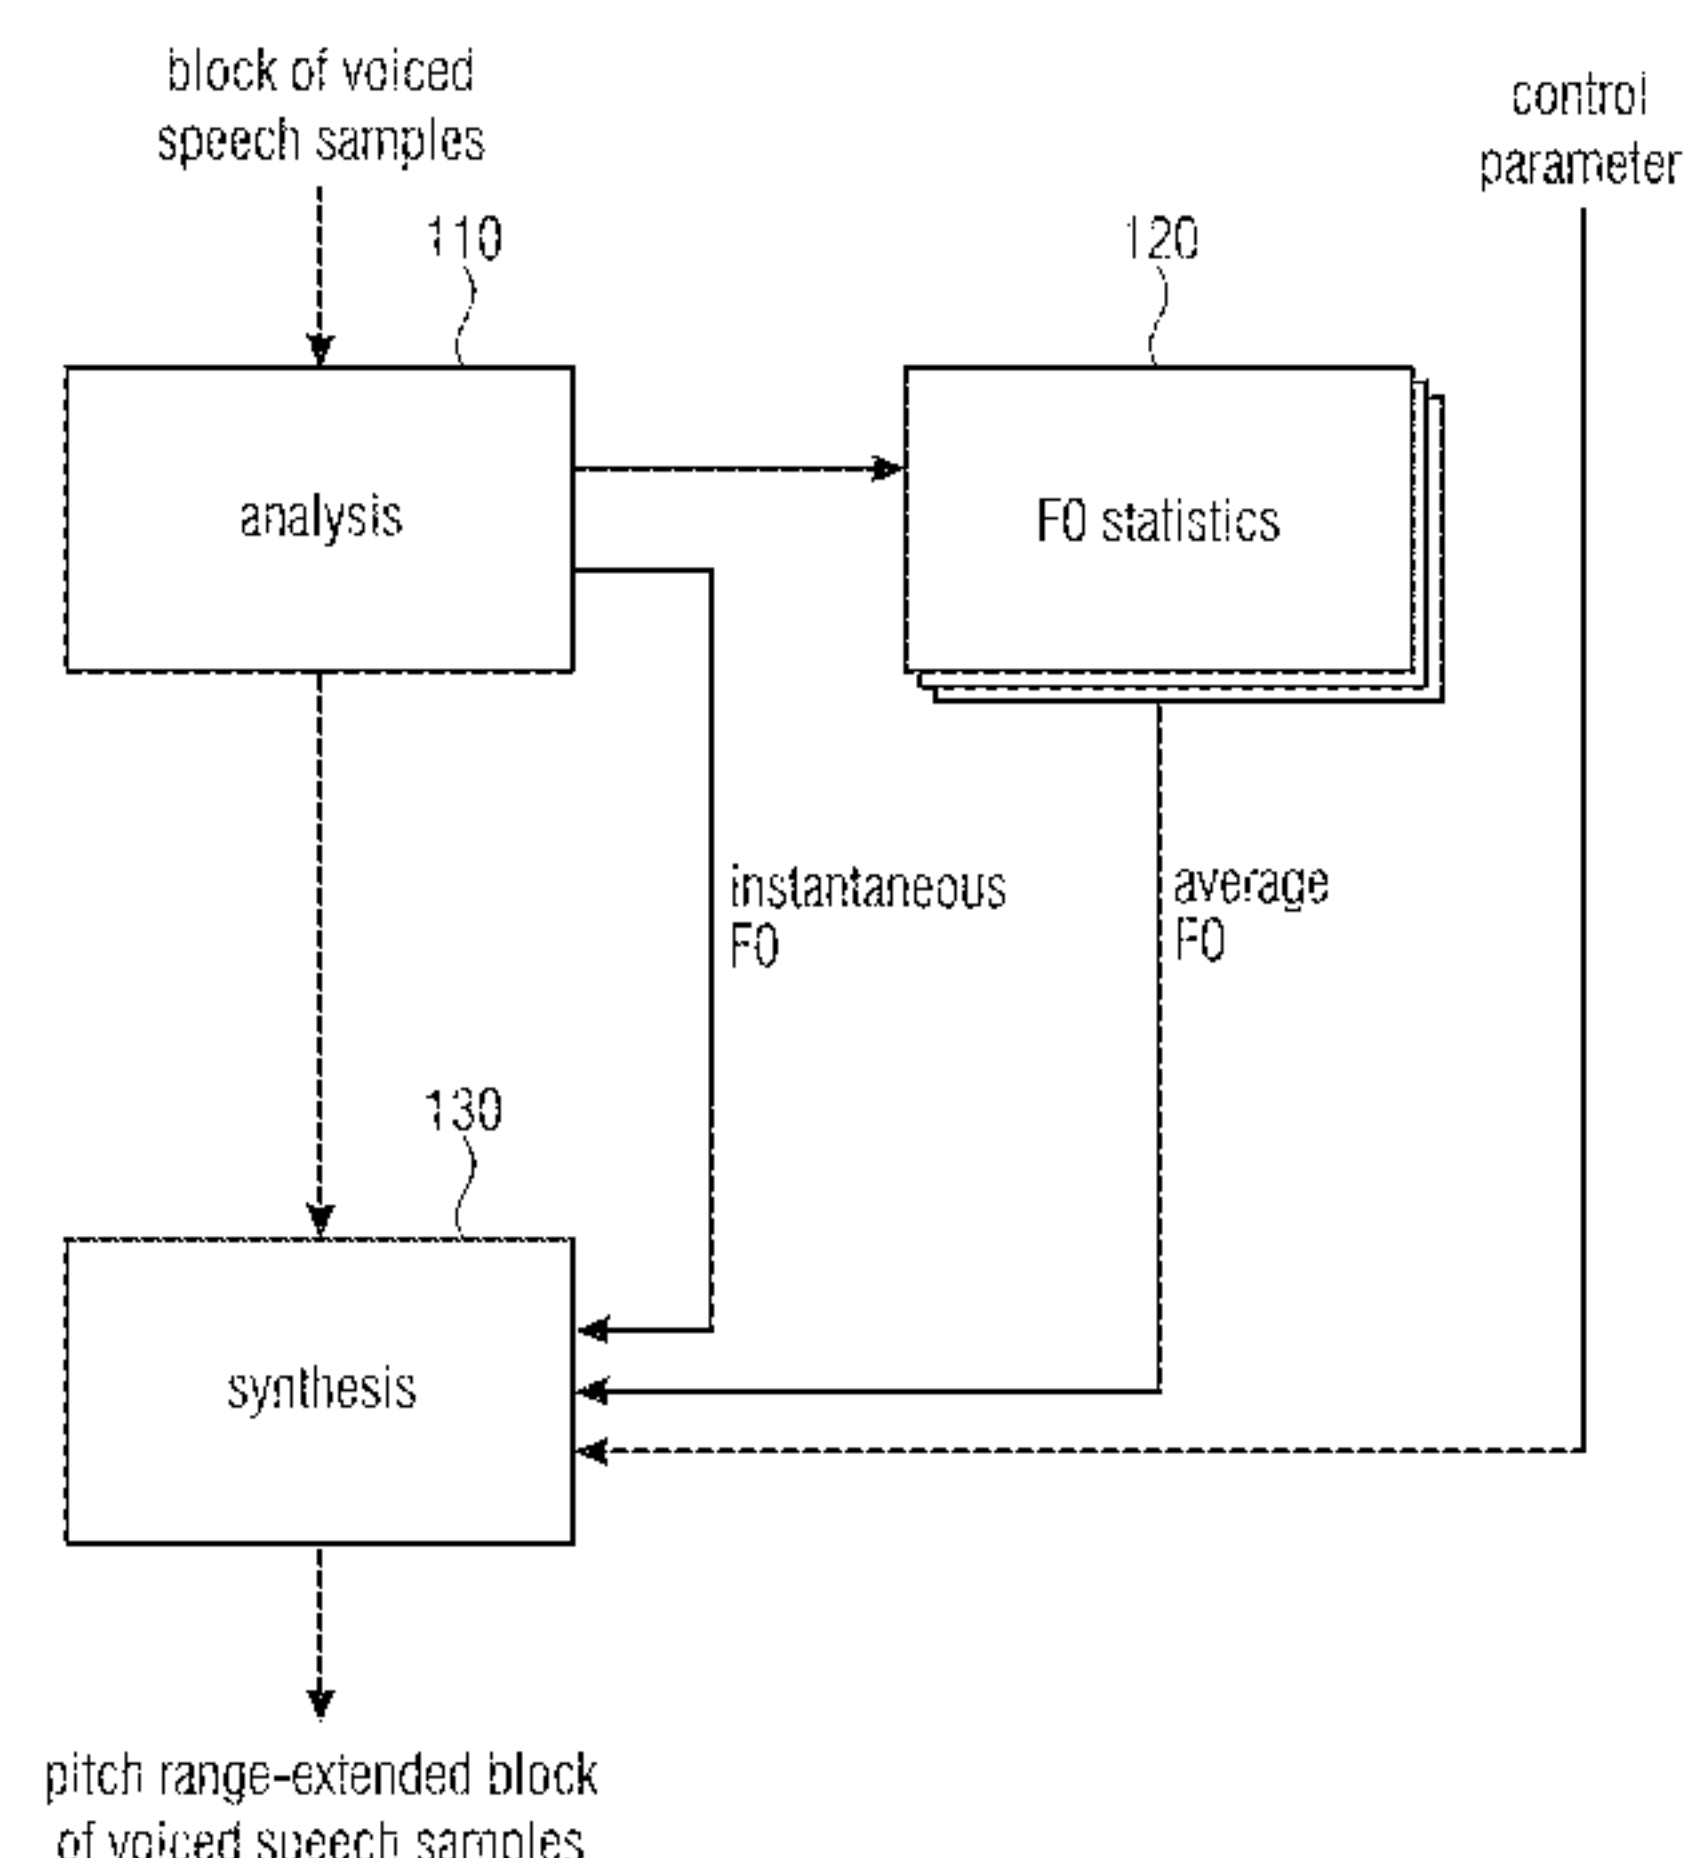 block of voiced
speech samples
control
parameter
110
120
analysis
F0 statistics
instantaneous
F0
average
F0
130
synthesis
pitch range-extended block
of voiced speech samples